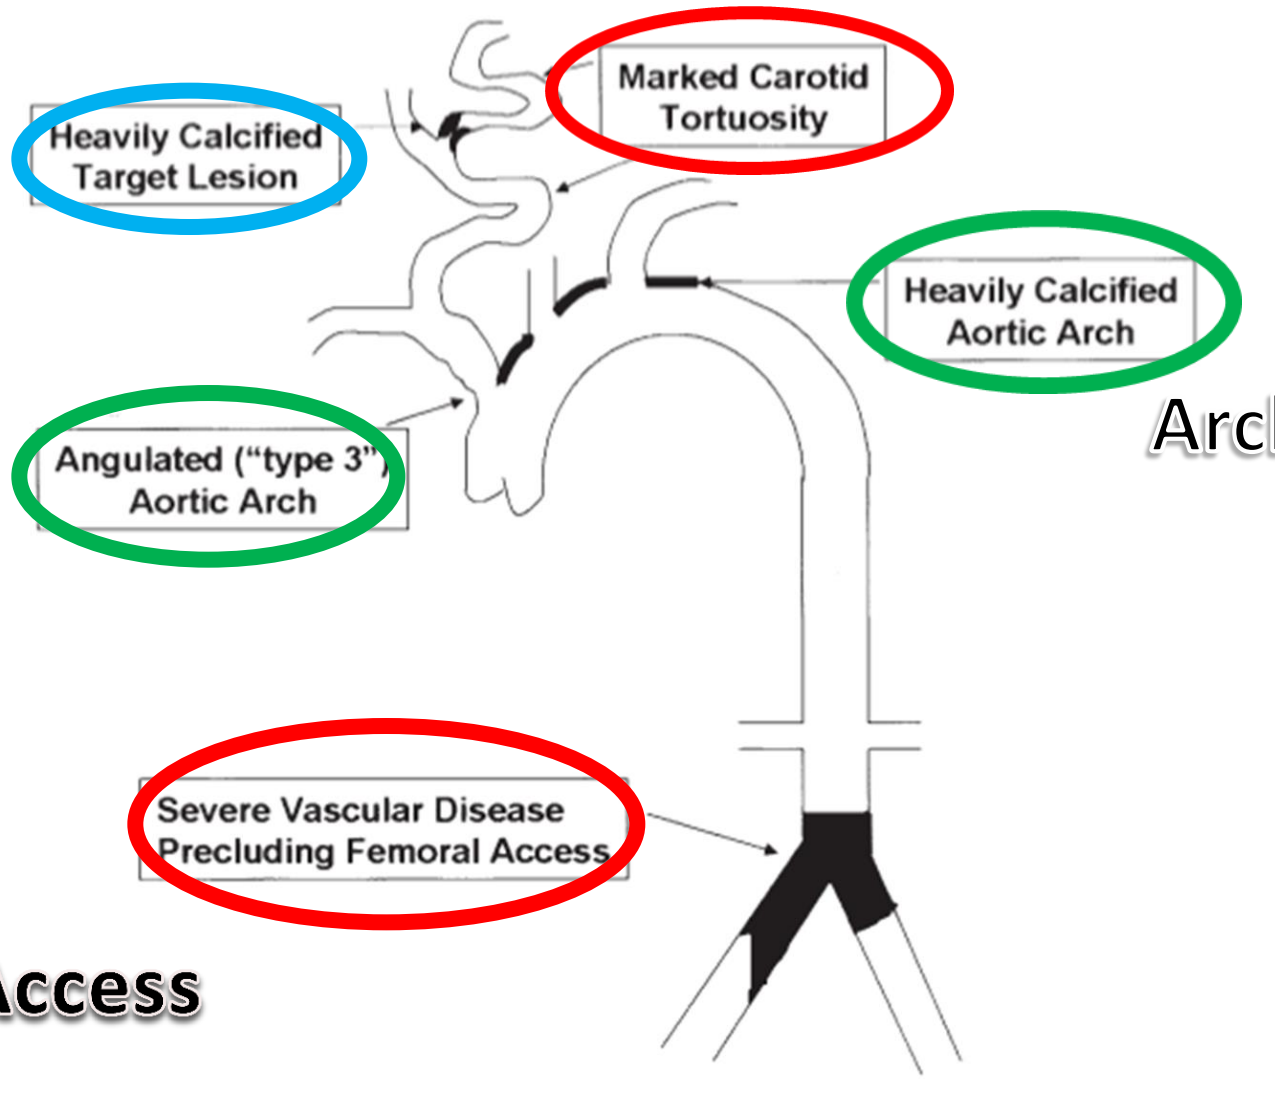 Marked Carotid
Tortuosity
Heavily Calcified
Target Lesion
Heavily Calcified
Aortic Arch
Arc
Angulated (“type 3”)
Aortic Arch
Severe Vascular Disease
Precluding Femoral Access
Access